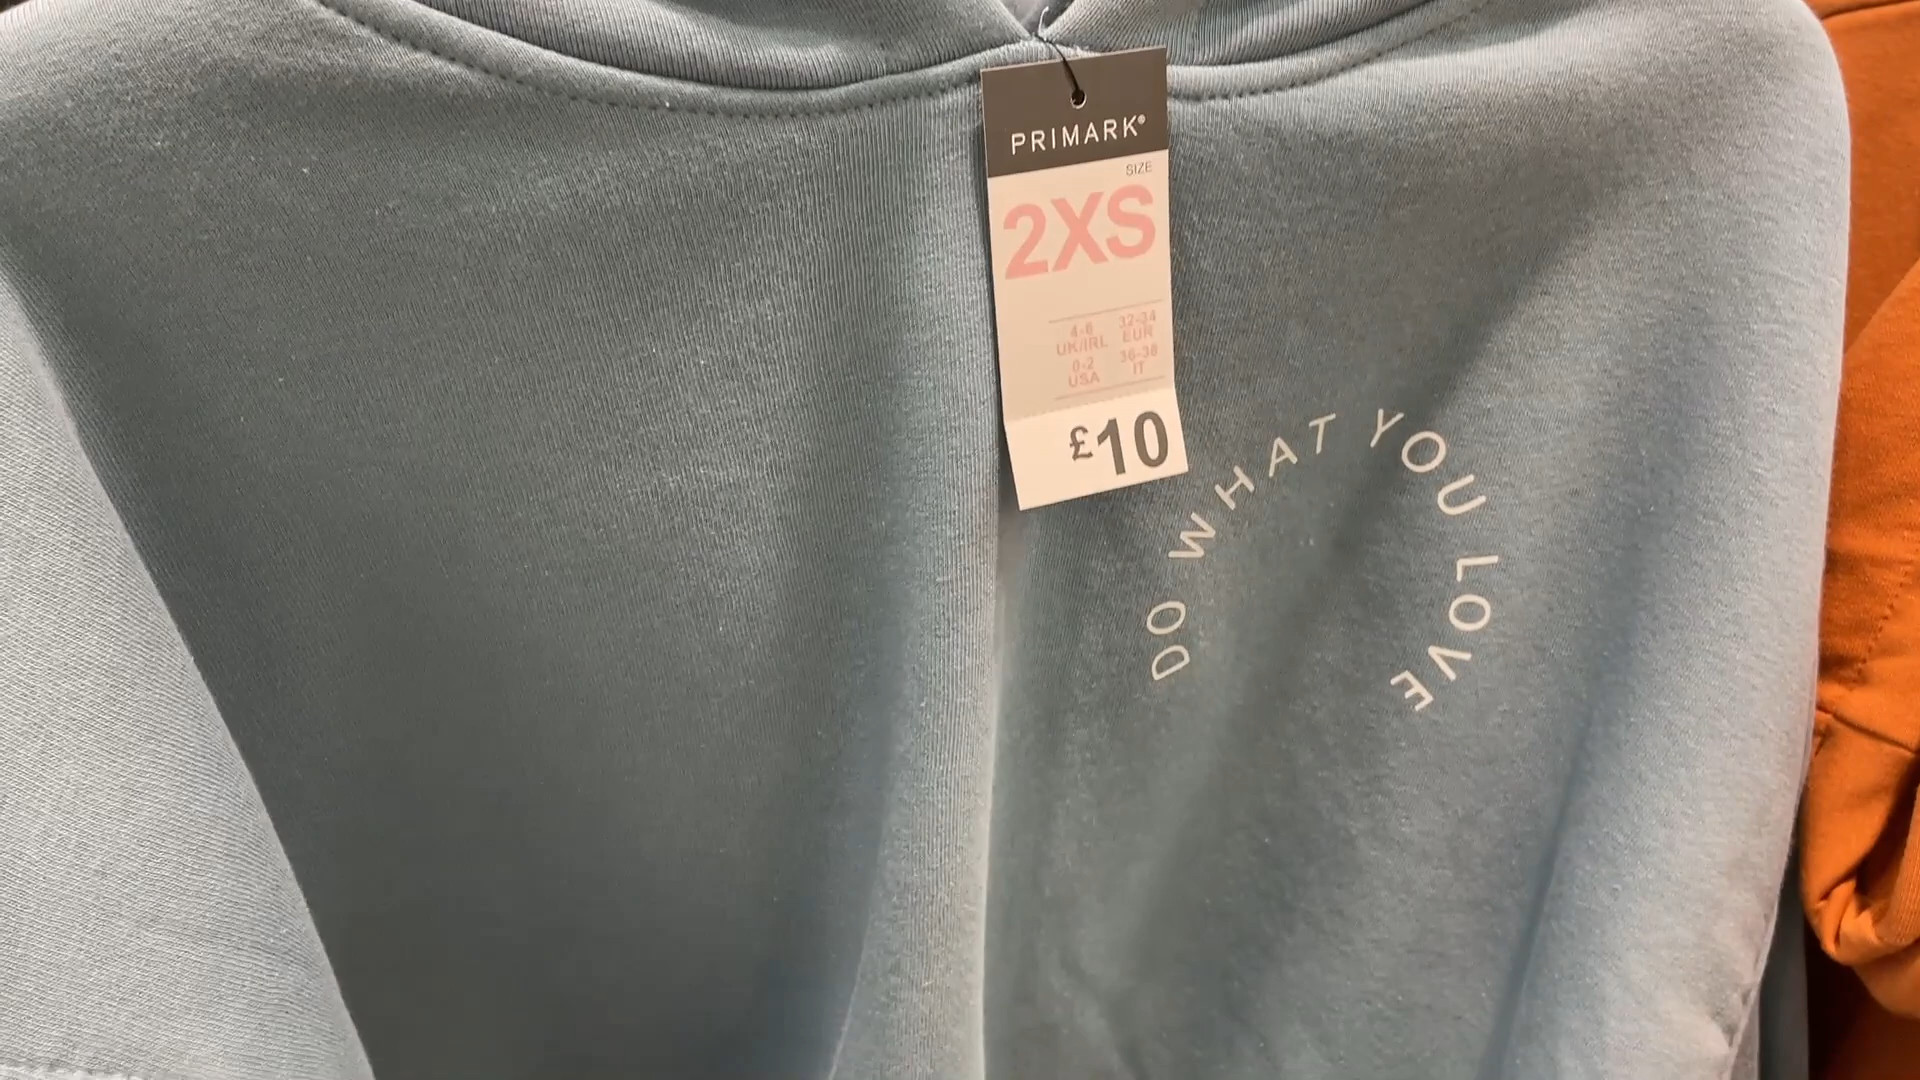 PRIMARK®
SIZE
2XS
4-6 32-34
UK/IRL EUR
0-2 36-38
USA IT
£10
DO WHAT YOU LOVE